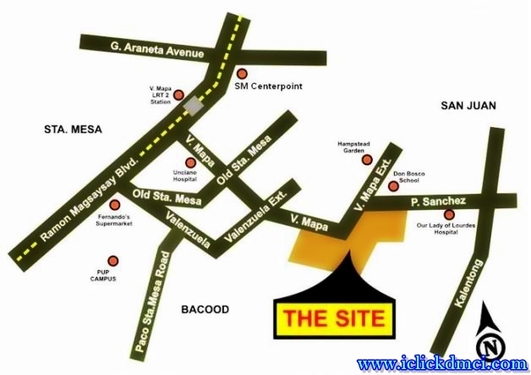 G. Araneta Avenue
SM Centerpoint
V. Mapa
LRT 2
Station
SAN JUAN
STA. MESA
Ramon Magsaysay Blvd.
V. Mapa
Old Sta. Mesa
Hampstead
Garden
Unciano
Hospital
V. Mapa Ext.
Don Bosco
School
Old Sta. Mesa
Valenzuela Ext.
P. Sanchez
Fernando's
Supermarket
Valenzuela
V. Mapa
Our Lady of Lourdes
Hospital
PUP
CAMPUS
Paco Sta.Mesa Road
Kalentong
BACOOD
THE SITE
N
www.iclickdmci.com